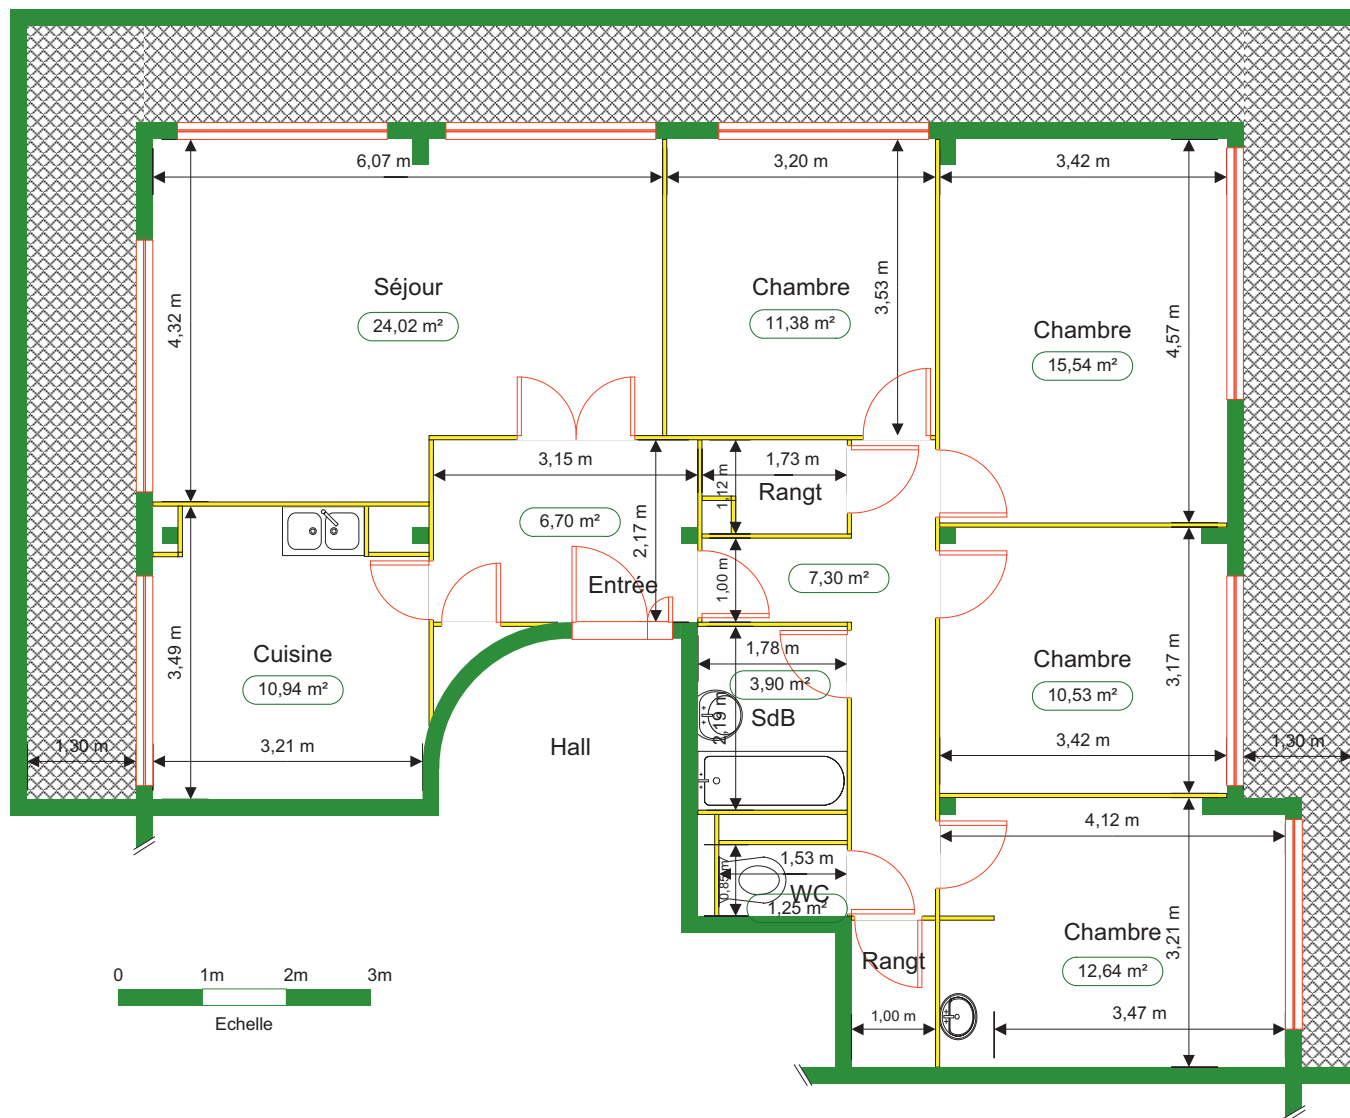 6,07 m
3,20 m
3,42 m
4,32 m
Séjour
24,02 m²
Chambre
11,38 m²
3,53 m
Chambre
15,54 m²
4,57 m
3,15 m
1,73 m
1,12 m
Rangt
6,70 m²
2,17 m
Entrée
1,00 m
7,30 m²
3,49 m
Cuisine
10,94 m²
1,30 m
3,21 m
Hall
1,78 m
3,90 m²
SdB
2,19 m
Chambre
10,53 m²
3,17 m
3,42 m
1,30 m
4,12 m
1,53 m
0,85 m
WC
1,25 m²
Rangt
1,00 m
Chambre
12,64 m²
3,21 m
3,47 m
0 1m 2m 3m
Echelle